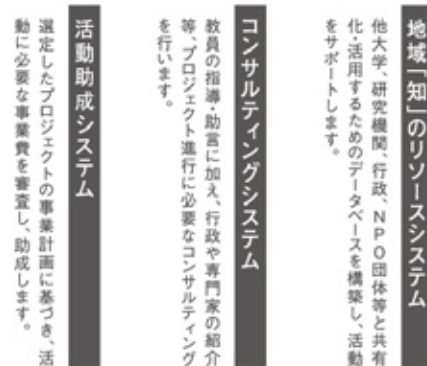 地域「知」のリソースシステム
他大学、研究機関、行政、NPO団体等と共有
化・活用するためのデータベースを構築し、活動
をサポートします。
コンサルティングシステム
教員の指導・助言に加え、行政や専門家の紹介
等、プロジェクト進行に必要なコンサルティング
を行います。
活動助成システム
選定したプロジェクトの事業計画に基づき、活
動に必要な事業費を審査し、助成します。